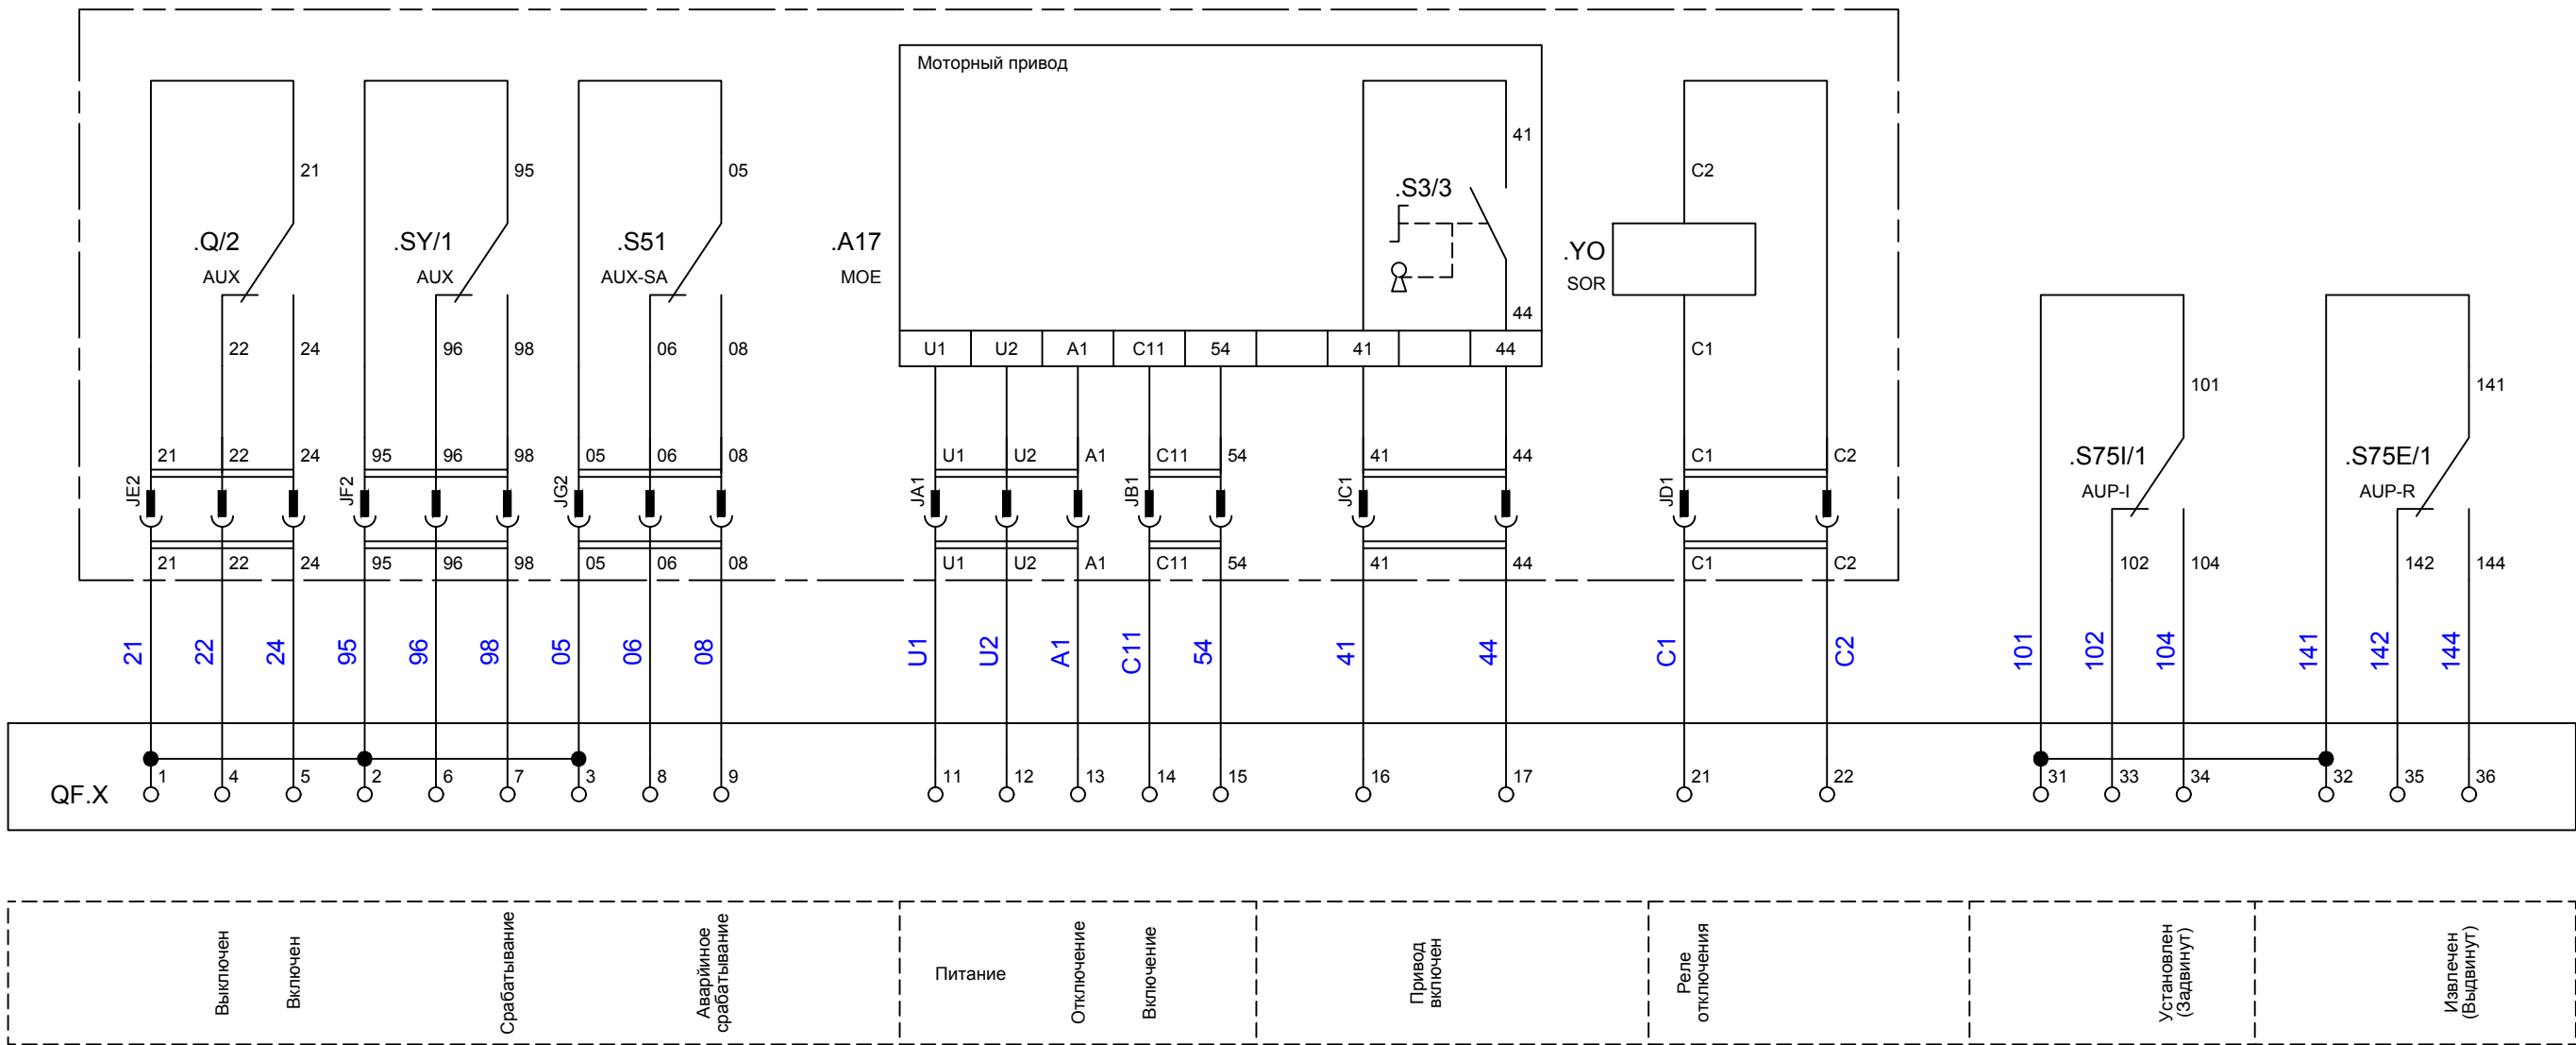 Моторный привод
41
21
95
05
.S3/3
C2
.Q/2
AUX
.SY/1
AUX
.S51
AUX-SA
.A17
MOE
.YO
SOR
44
22
24
96
98
06
08
U1
U2
A1
C11
54
41
44
C1
101
141
.S75I/1
AUP-I
.S75E/1
AUP-R
21
22
24
95
96
98
05
06
08
U1
U2
A1
C11
54
41
44
C1
C2
JE2
JF2
JG2
JA1
JB1
JC1
JD1
21
22
24
95
96
98
05
06
08
U1
U2
A1
C11
54
41
44
C1
C2
102
104
142
144
21
22
24
95
96
98
05
06
08
U1
U2
A1
C11
54
41
44
C1
C2
101
102
104
141
142
144
QF.X
1
4
5
2
6
7
3
8
9
11
12
13
14
15
16
17
21
22
31
33
34
32
35
36
Выключен
Включен
Срабатывание
Аварйиное
срабатывание
Питание
Отключение
Включение
Привод
включен
Реле
отключения
Установлен
(Задвинут)
Извлечен
(Выдвинут)